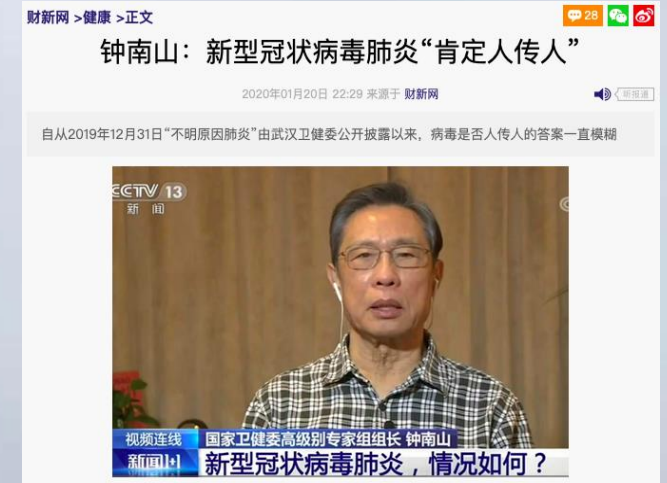 财新网 >健康 >正文
28
钟南山：新型冠状病毒肺炎“肯定人传人”
2020年01月20日 22:29 来源于 财新网
听报道
自从2019年12月31日“不明原因肺炎”由武汉卫健委公开披露以来，病毒是否人传人的答案一直模糊
CCTV 13
新 闻
视频连线 国家卫健委高级别专家组组长 钟南山
新闻1+1 新型冠状病毒肺炎，情况如何？